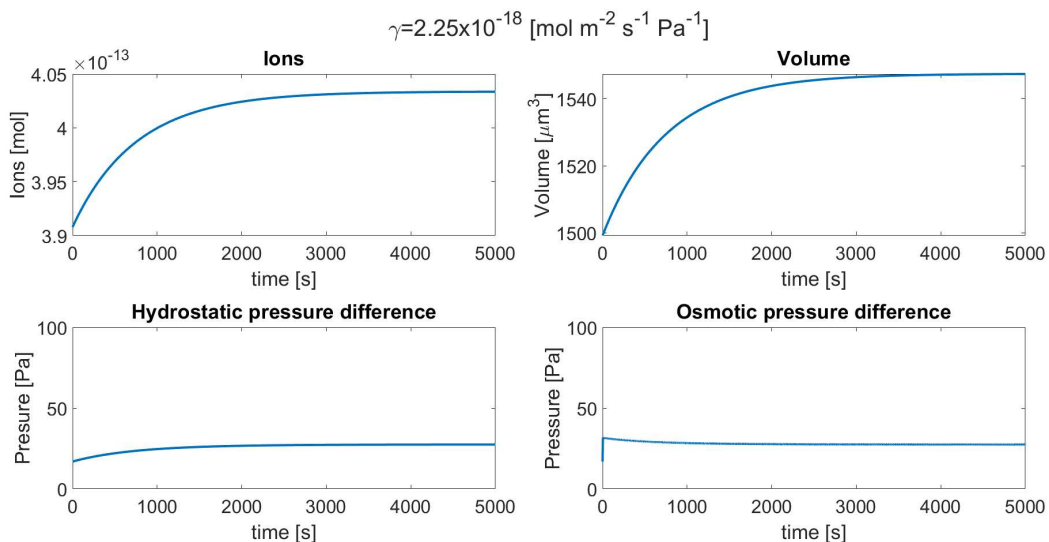 γ=2.25x10⁻¹⁸ [mol m⁻² s⁻¹ Pa⁻¹]
Ions
×10⁻¹³
4.05
4
3.95
3.9
Ions [mol]
0 1000 2000 3000 4000 5000
time [s]
Volume
1540
1520
1500
Volume [μm³]
0 1000 2000 3000 4000 5000
time [s]
Hydrostatic pressure difference
100
50
0
Presure [Pa]
0 1000 2000 3000 4000 5000
time [s]
Osmotic pressure difference
100
50
0
Pressure [Pa]
0 1000 2000 3000 4000 5000
time [s]